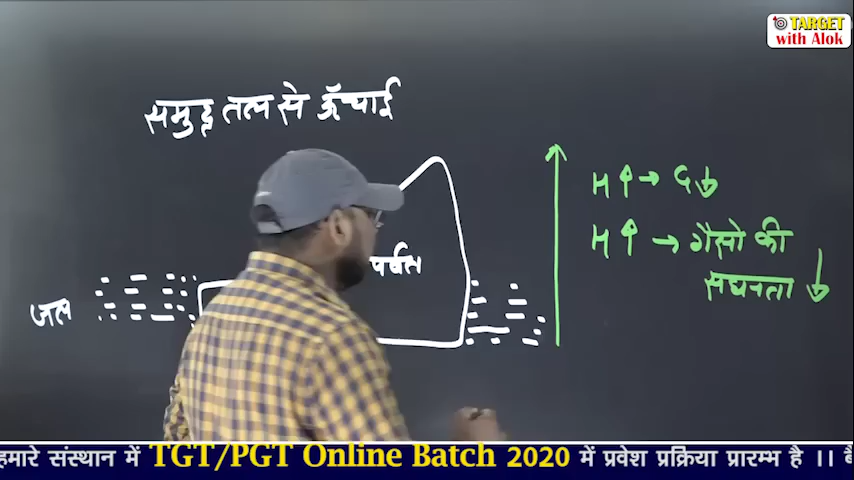 TARGET
with Alok
समुद्र तल से ऊँचाई
H↑→ G↓
H↑ → गैसो की
सघनता ↓
पर्वत
जल
हमारे संस्थान में TGT/PGT Online Batch 2020 में प्रवेश प्रक्रिया प्रारम्भ है ।।